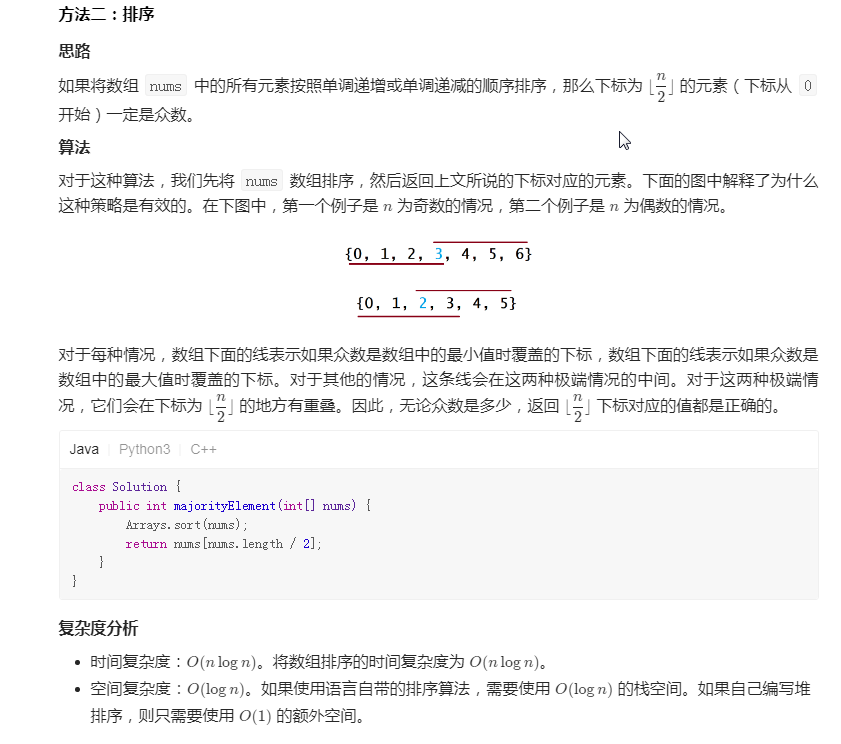 方法二：排序
思路
如果将数组 nums 中的所有元素按照单调递增或单调递减的顺序排序，那么下标为 ⌊n/2⌋ 的元素（下标从 0
开始）一定是众数。
算法
对于这种算法，我们先将 nums 数组排序，然后返回上文所说的下标对应的元素。下面的图中解释了为什么
这种策略是有效的。在下图中，第一个例子是 n 为奇数的情况，第二个例子是 n 为偶数的情况。
{0, 1, 2, 3, 4, 5, 6}
{0, 1, 2, 3, 4, 5}
对于每种情况，数组下面的线表示如果众数是数组中的最小值时覆盖的下标，数组下面的线表示如果众数是
数组中的最大值时覆盖的下标。对于其他的情况，这条线会在这两种极端情况的中间。对于这两种极端情
况，它们会在下标为 ⌊n/2⌋ 的地方有重叠。因此，无论众数是多少，返回 ⌊n/2⌋ 下标对应的值都是正确的。
Java Python3 C++
class Solution {
    public int majorityElement(int[] nums) {
        Arrays.sort(nums);
        return nums[nums.length / 2];
    }
}
复杂度分析
• 时间复杂度：O(n log n)。将数组排序的时间复杂度为 O(n log n)。
• 空间复杂度：O(log n)。如果使用语言自带的排序算法，需要使用 O(log n) 的栈空间。如果自己编写堆
排序，则只需要使用 O(1) 的额外空间。